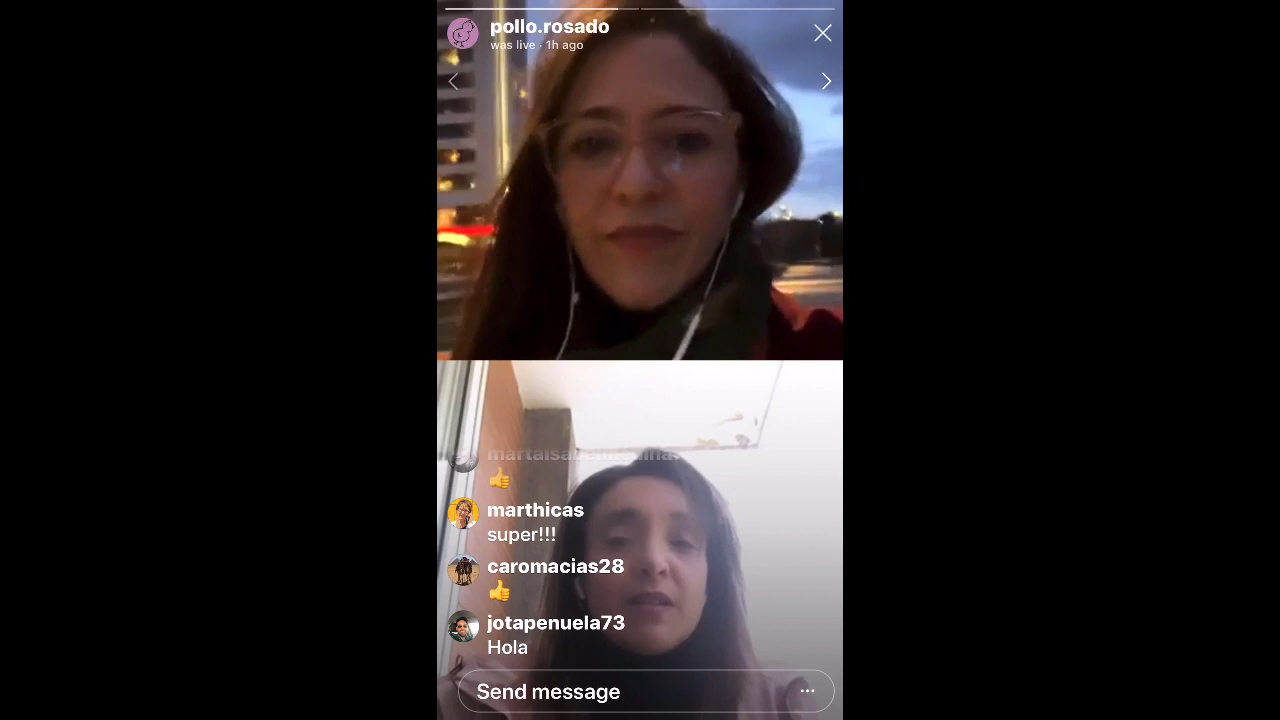 pollo.rosado
was live · 1h ago
marthicas
super!!!
caromacias28
jotapenuela73
Hola
Send message